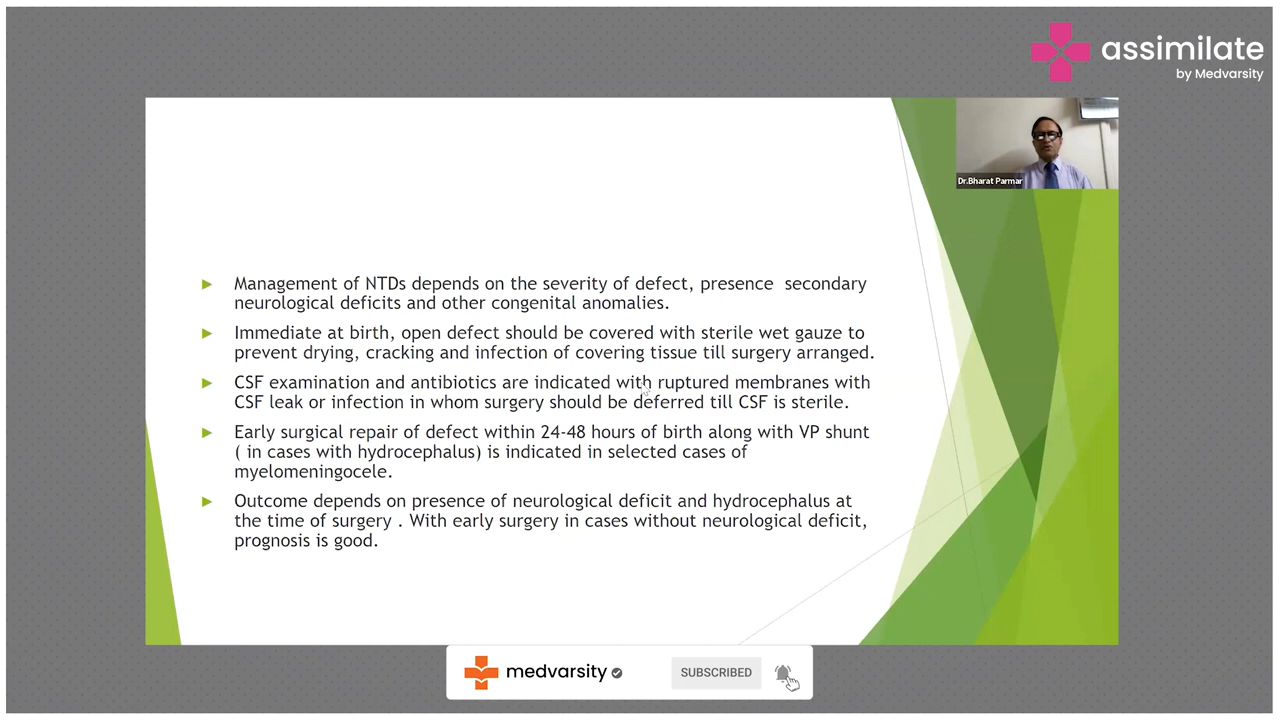 assimilate
by Medvarsity
Dr.Bharat Parmar
Management of NTDs depends on the severity of defect, presence  secondary
neurological deficits and other congenital anomalies.
Immediate at birth, open defect should be covered with sterile wet gauze to
prevent drying, cracking and infection of covering tissue till surgery arranged.
CSF examination and antibiotics are indicated with ruptured membranes with
CSF leak or infection in whom surgery should be deferred till CSF is sterile.
Early surgical repair of defect within 24-48 hours of birth along with VP shunt
( in cases with hydrocephalus) is indicated in selected cases of
myelomeningocele.
Outcome depends on presence of neurological deficit and hydrocephalus at
the time of surgery . With early surgery in cases without neurological deficit,
prognosis is good.
medvarsity
SUBSCRIBED